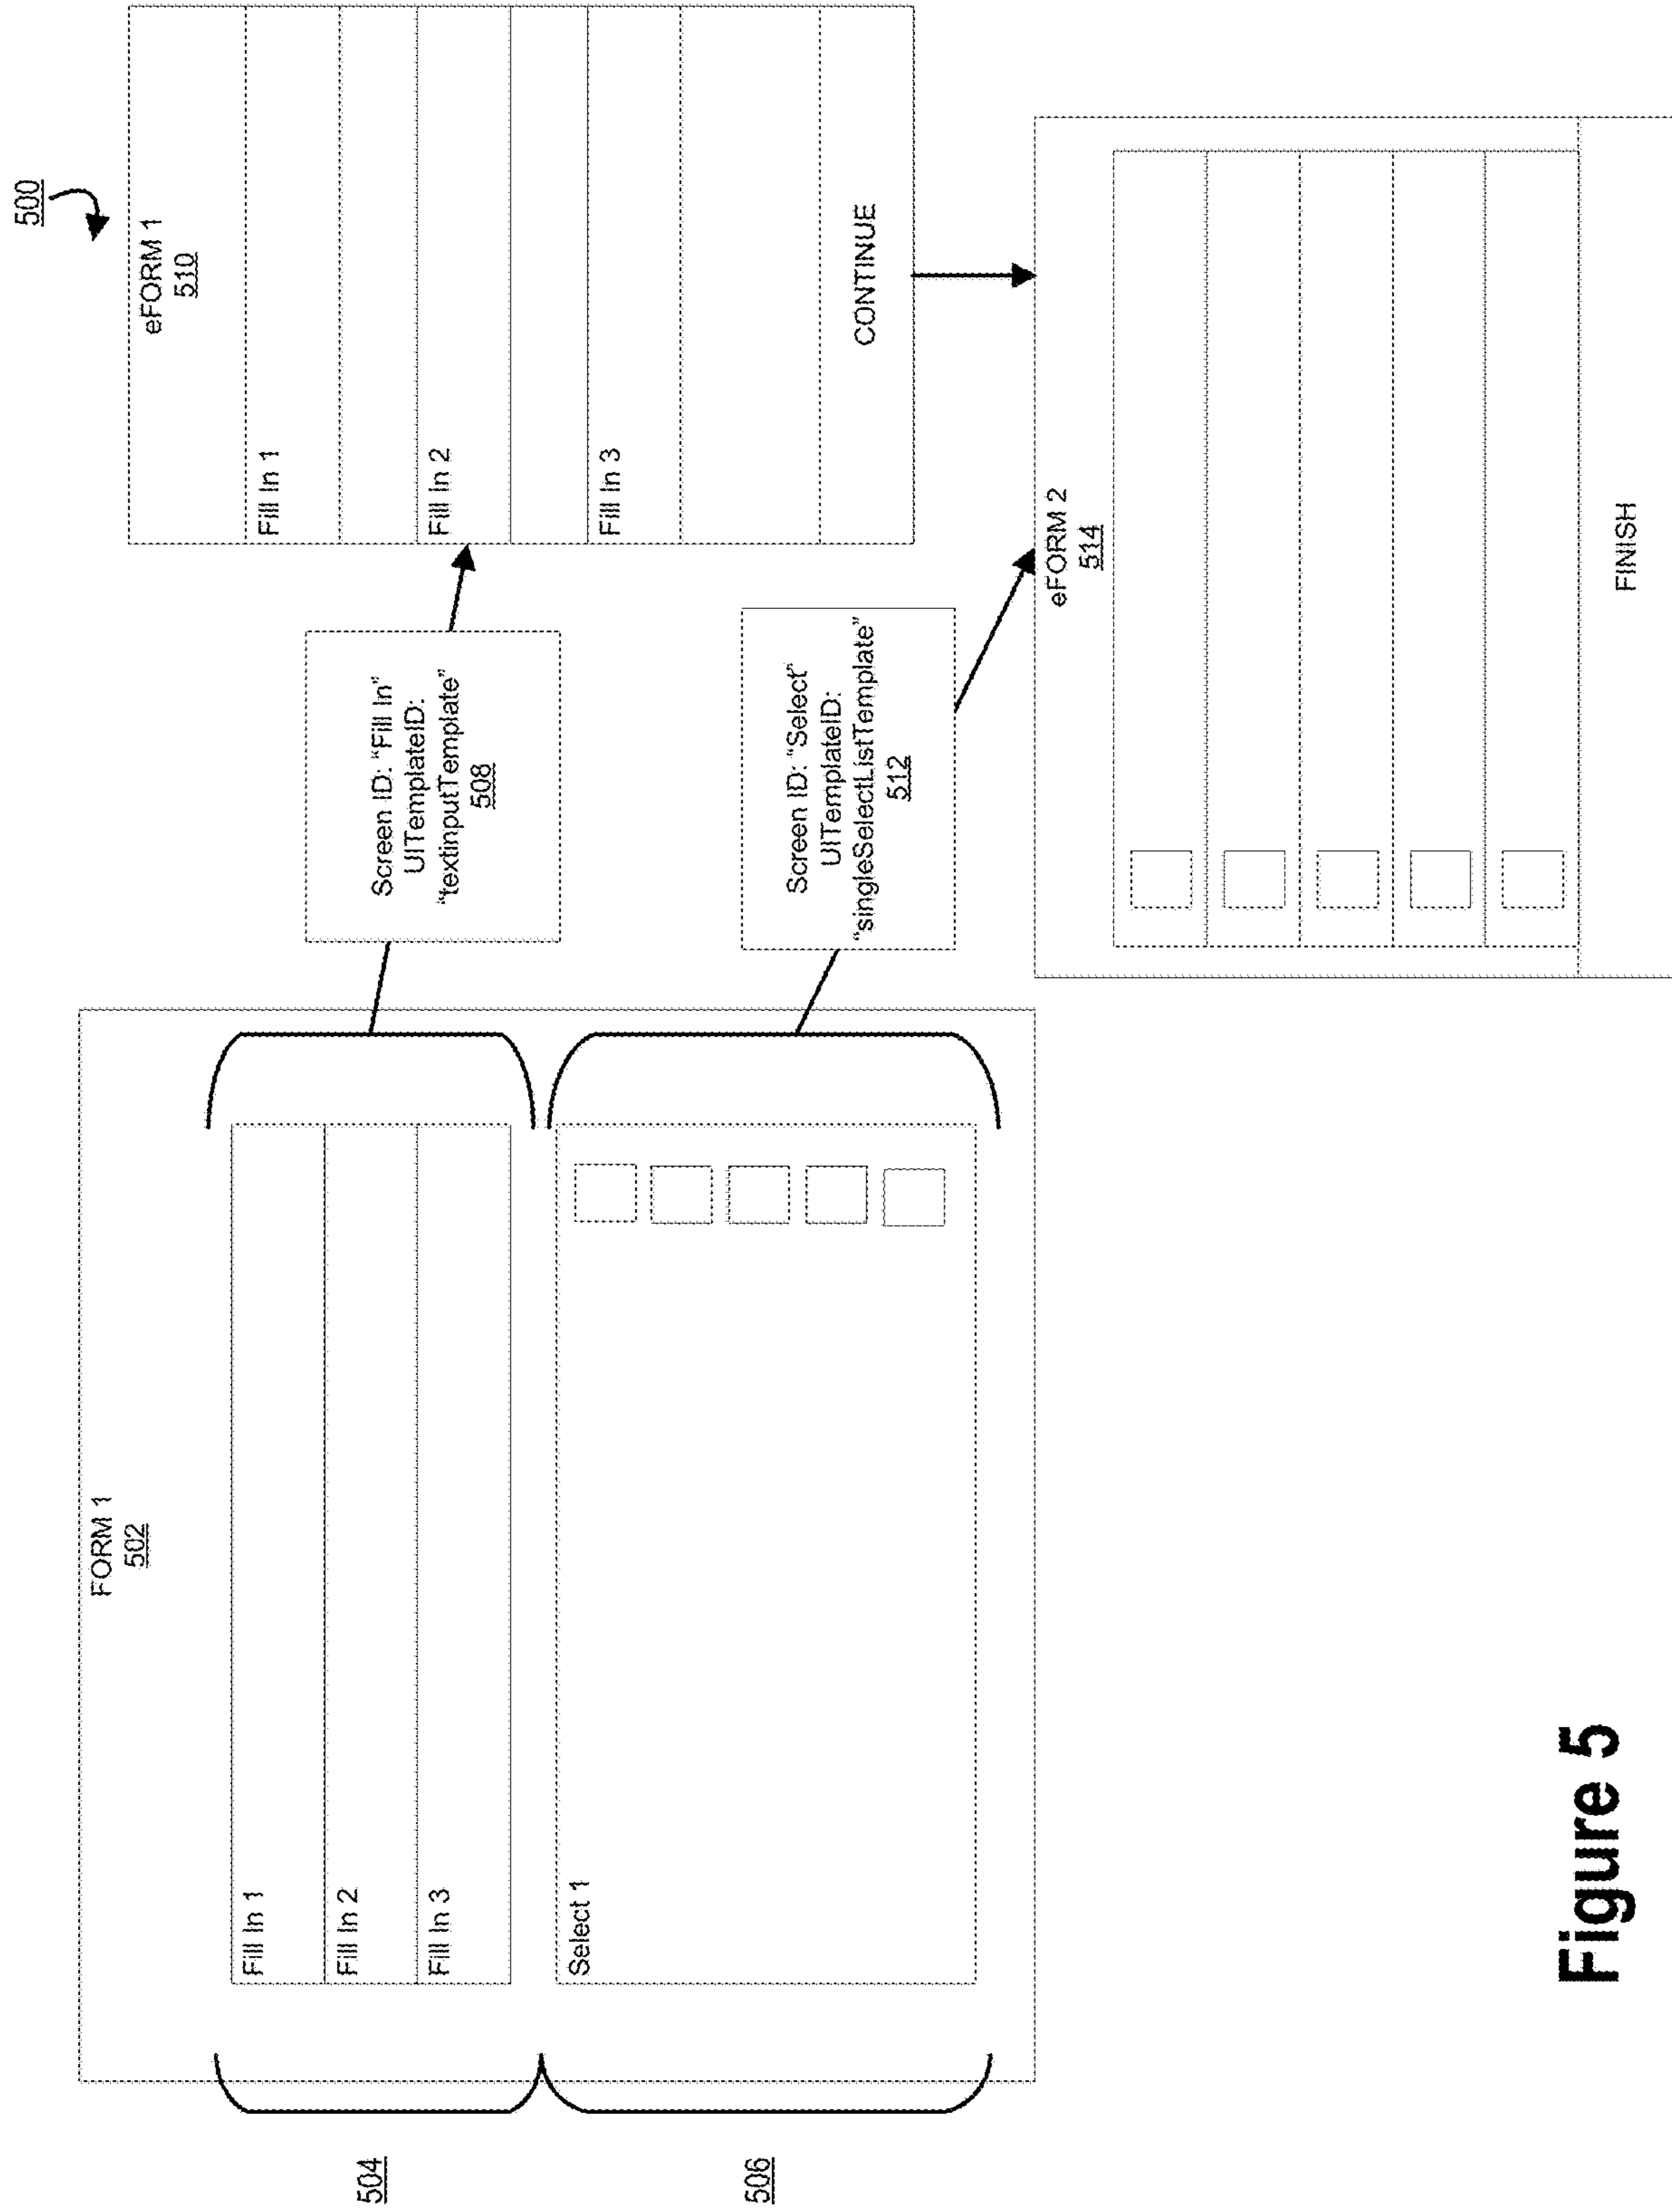 500
FORM 1
502
504
Fill In 1
Fill In 2
Fill In 3
506
Select 1
Screen ID: “Fill In”
UITemplateID:
“textinputTemplate”
508
Screen ID: “Select”
UITemplateID:
“singleSelectListTemplate”
512
eFORM 1
510
Fill In 1
Fill In 2
Fill In 3
CONTINUE
eFORM 2
514
FINISH
Figure 5